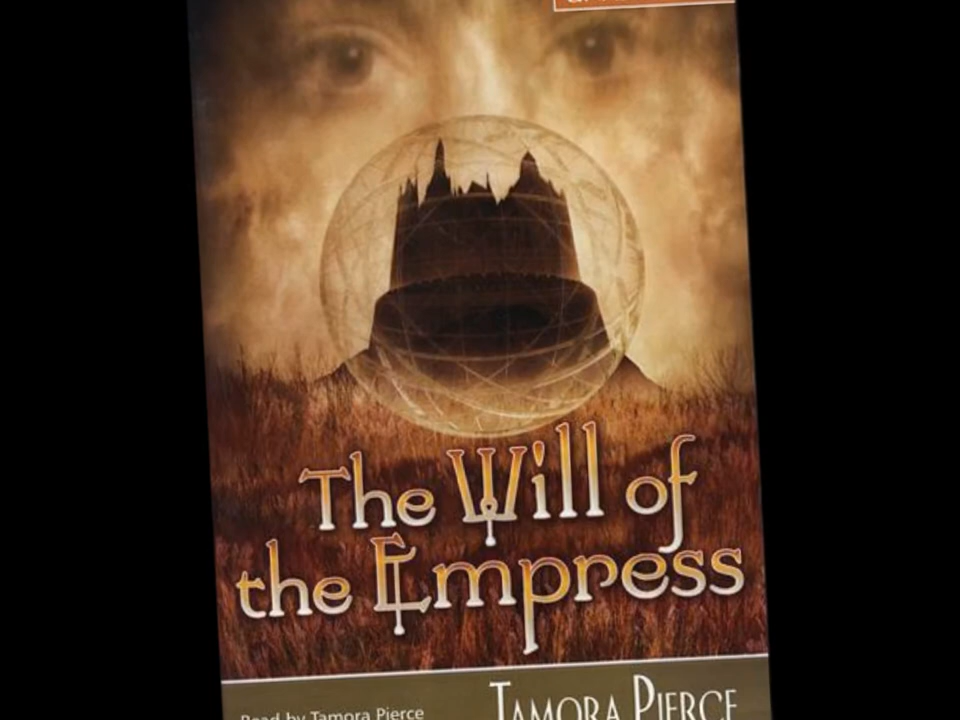 The Will of
the Empress
Read by Tamora Pierce
TAMORA PIERCE